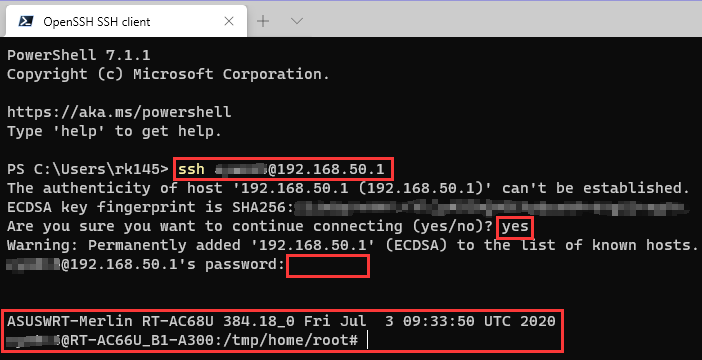 OpenSSH SSH client
PowerShell 7.1.1
Copyright (c) Microsoft Corporation.
https://aka.ms/powershell
Type 'help' to get help.
PS C:\Users\rk145> ssh @192.168.50.1
The authenticity of host '192.168.50.1 (192.168.50.1)' can't be established.
ECDSA key fingerprint is SHA256:
Are you sure you want to continue connecting (yes/no)? yes
Warning: Permanently added '192.168.50.1' (ECDSA) to the list of known hosts.
@192.168.50.1's password:
ASUSWRT-Merlin RT-AC68U 384.18_0 Fri Jul  3 09:33:50 UTC 2020
@RT-AC66U_B1-A300:/tmp/home/root#